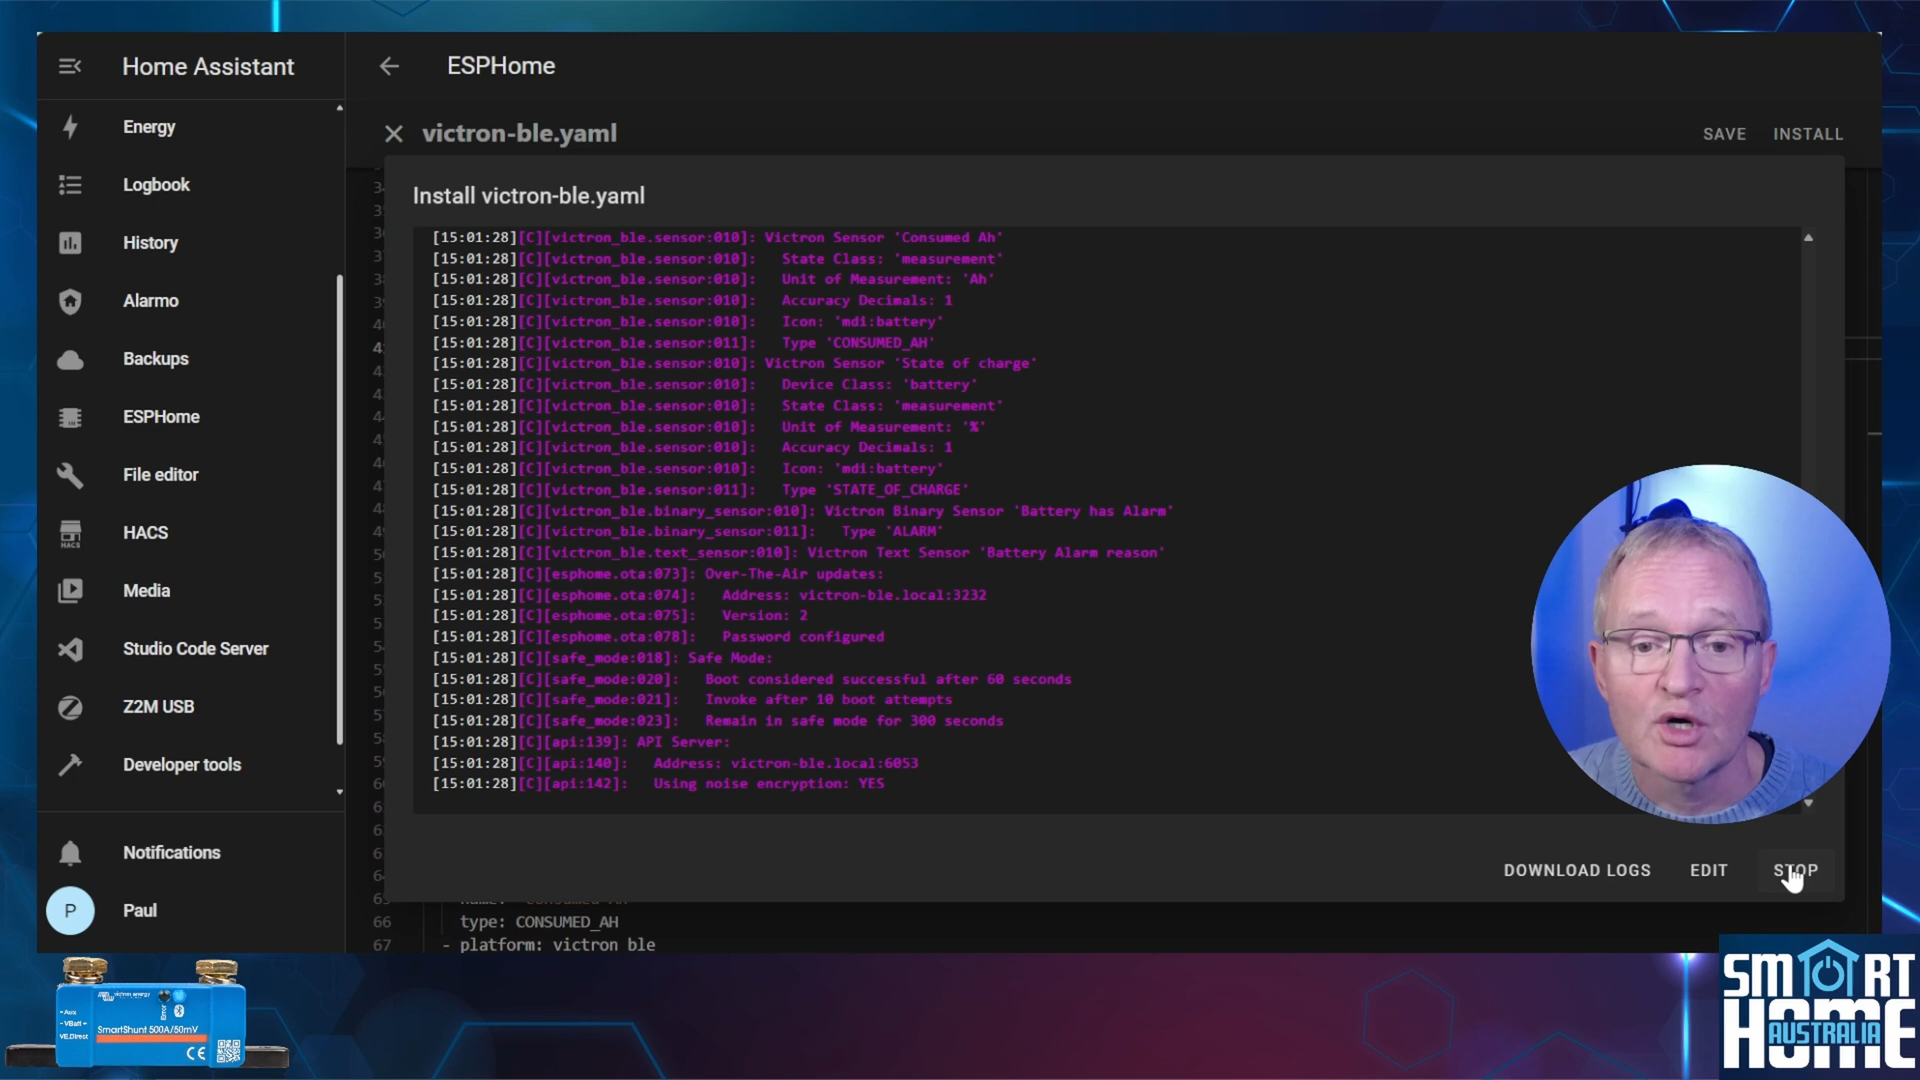 Home Assistant
ESPHome
Energy
Logbook
History
Alarmo
Backups
ESPHome
File editor
HACS
HACS
Media
Studio Code Server
Z2M USB
Developer tools
Notifications
P
Paul
victron-ble.yaml
SAVE
INSTALL
Install victron-ble.yaml
[15:01:28][C][victron_ble.sensor:010]: Victron Sensor 'Consumed Ah'
[15:01:28][C][victron_ble.sensor:010]:   State Class: 'measurement'
[15:01:28][C][victron_ble.sensor:010]:   Unit of Measurement: 'Ah'
[15:01:28][C][victron_ble.sensor:010]:   Accuracy Decimals: 1
[15:01:28][C][victron_ble.sensor:010]:   Icon: 'mdi:battery'
[15:01:28][C][victron_ble.sensor:011]:   Type 'CONSUMED_AH'
[15:01:28][C][victron_ble.sensor:010]: Victron Sensor 'State of charge'
[15:01:28][C][victron_ble.sensor:010]:   Device Class: 'battery'
[15:01:28][C][victron_ble.sensor:010]:   State Class: 'measurement'
[15:01:28][C][victron_ble.sensor:010]:   Unit of Measurement: '%'
[15:01:28][C][victron_ble.sensor:010]:   Accuracy Decimals: 1
[15:01:28][C][victron_ble.sensor:010]:   Icon: 'mdi:battery'
[15:01:28][C][victron_ble.sensor:011]:   Type 'STATE_OF_CHARGE'
[15:01:28][C][victron_ble.binary_sensor:010]: Victron Binary Sensor 'Battery has Alarm'
[15:01:28][C][victron_ble.binary_sensor:011]:   Type 'ALARM'
[15:01:28][C][victron_ble.text_sensor:010]: Victron Text Sensor 'Battery Alarm reason'
[15:01:28][C][esphome.ota:073]: Over-The-Air updates:
[15:01:28][C][esphome.ota:074]:   Address: victron-ble.local:3232
[15:01:28][C][esphome.ota:075]:   Version: 2
[15:01:28][C][esphome.ota:078]:   Password configured
[15:01:28][C][safe_mode:018]: Safe Mode:
[15:01:28][C][safe_mode:020]:   Boot considered successful after 60 seconds
[15:01:28][C][safe_mode:021]:   Invoke after 10 boot attempts
[15:01:28][C][safe_mode:023]:   Remain in safe mode for 300 seconds
[15:01:28][C][api:139]: API Server:
[15:01:28][C][api:140]:   Address: victron-ble.local:6053
[15:01:28][C][api:142]:   Using noise encryption: YES
DOWNLOAD LOGS
EDIT
STOP
66 type: CONSUMED_AH
67 - platform: victron ble
victron energy
Error
- Aux
- VBatt +
VE.Direct
SmartShunt 500A/50mV
CE
SMART
HOME
AUSTRALIA